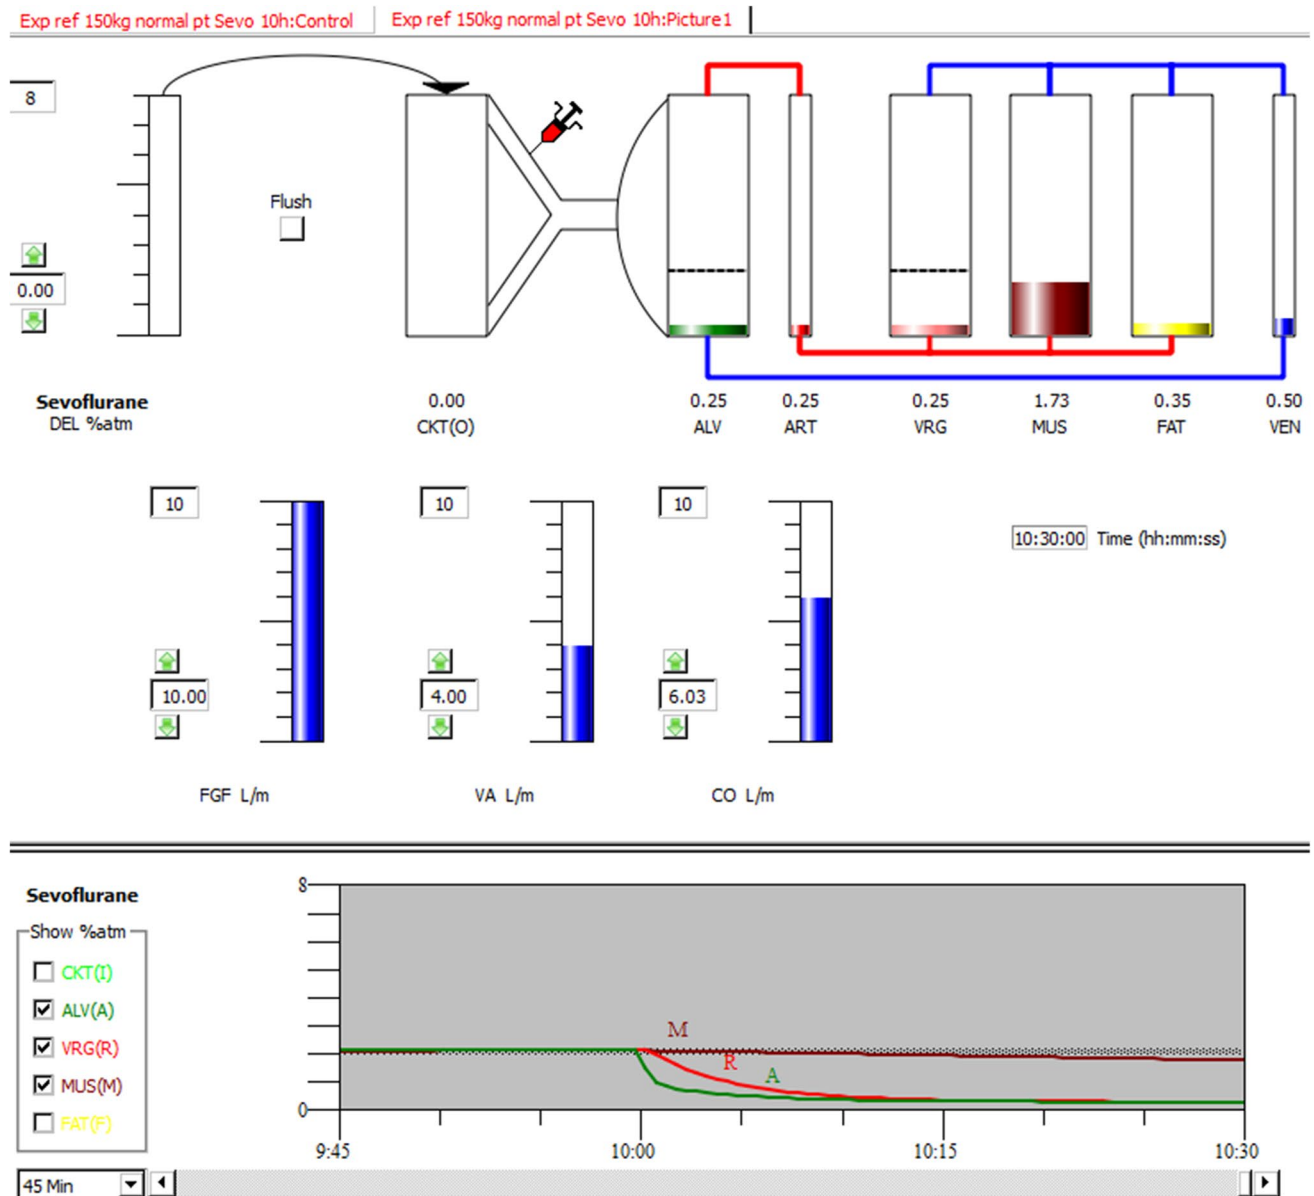 Exp ref 150kg normal pt Sevo 10h:Control Exp ref 150kg normal pt Sevo 10h:Picture1
8
Flush
0.00
Sevoflurane
DEL %atm
0.00 0.25 0.25 0.25 1.73 0.35 0.50
CKT(O) ALV ART VRG MUS FAT VEN
10 10 10
10:30:00 Time (hh:mm:ss)
10.00 4.00 6.03
FGF L/m VA L/m CO L/m
Sevoflurane
Show %atm
CKT(I)
ALV(A)
VRG(R)
MUS(M)
FAT(F)
8
M
R A
0
9:45 10:00 10:15 10:30
45 Min